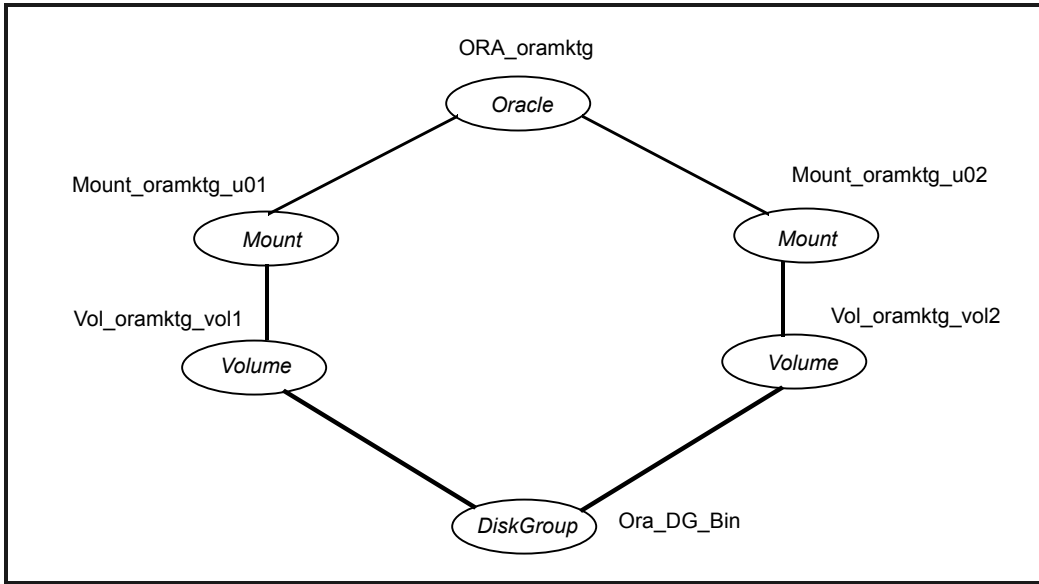 ORA_oramktg
Oracle
Mount_oramktg_u01
Mount_oramktg_u02
Mount
Mount
Vol_oramktg_vol1
Vol_oramktg_vol2
Volume
Volume
DiskGroup
Ora_DG_Bin